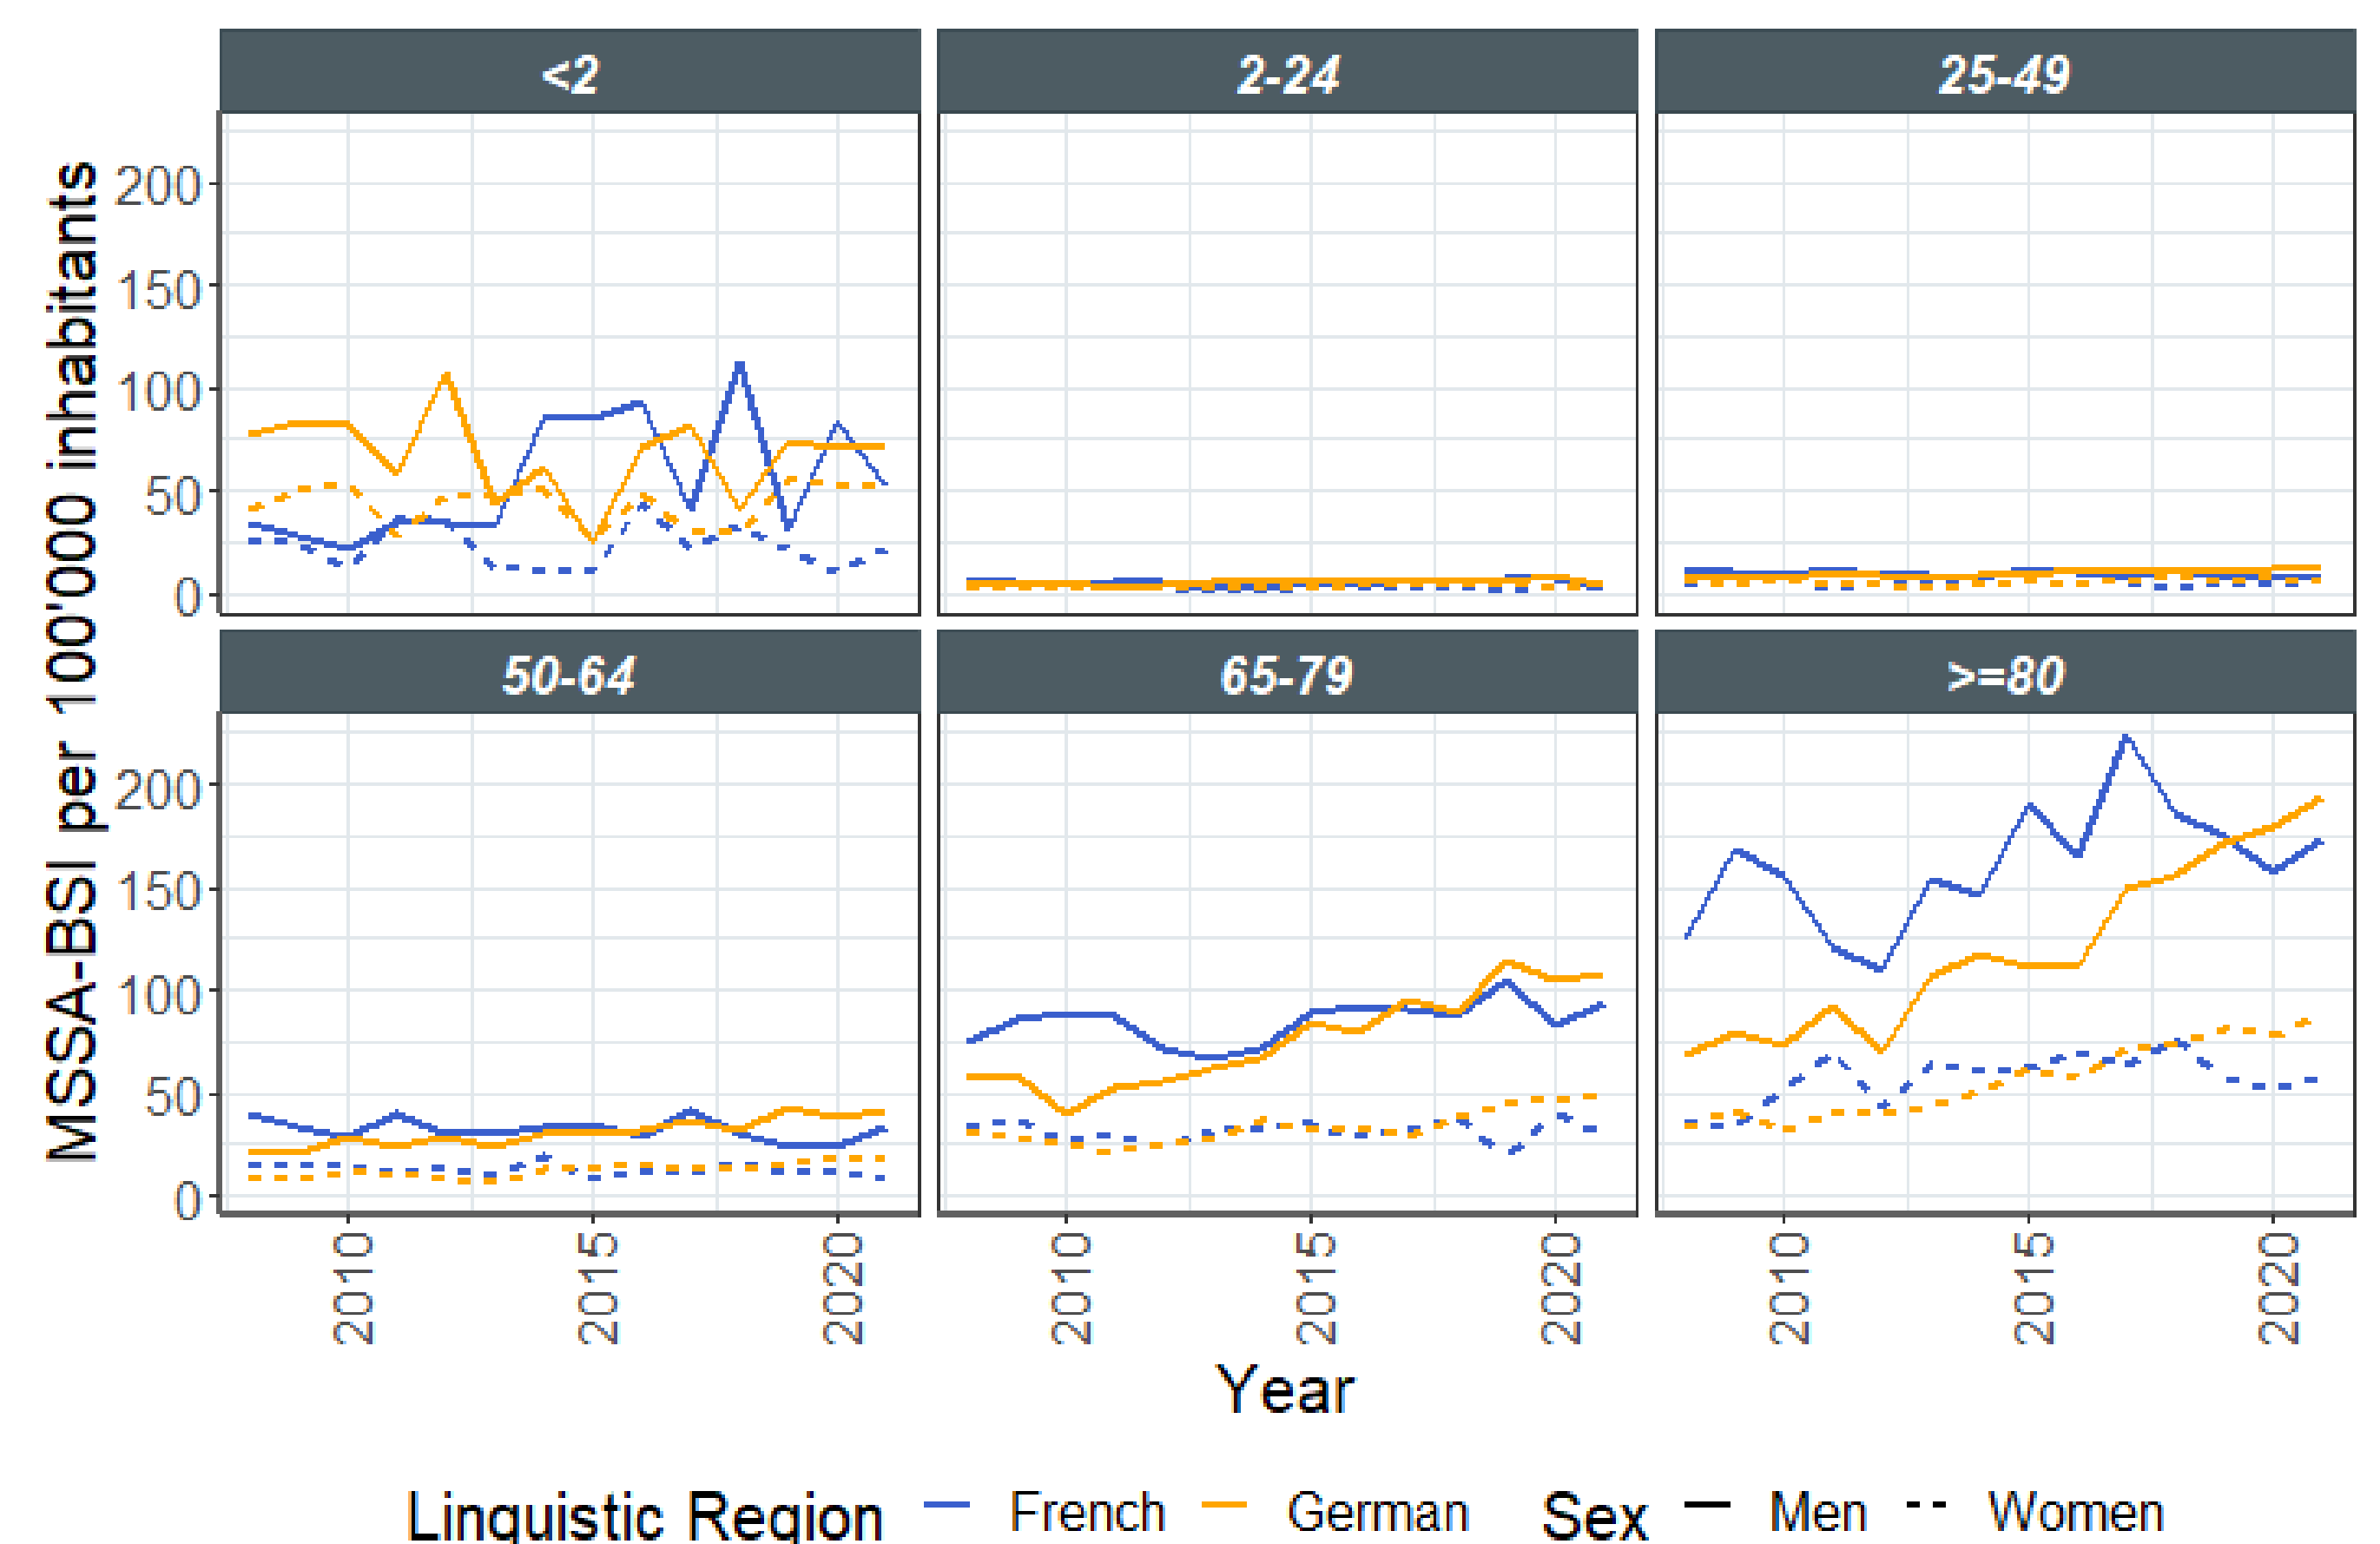 <2 2-24 25-49
200
150
100
50
0
50-64 65-79 >=80
200
150
100
50
0
MSSA-BSI per 100'000 inhabitants
2010 2015 2020 2010 2015 2020 2010 2015 2020
Year
Linguistic Region French German Sex Men Women